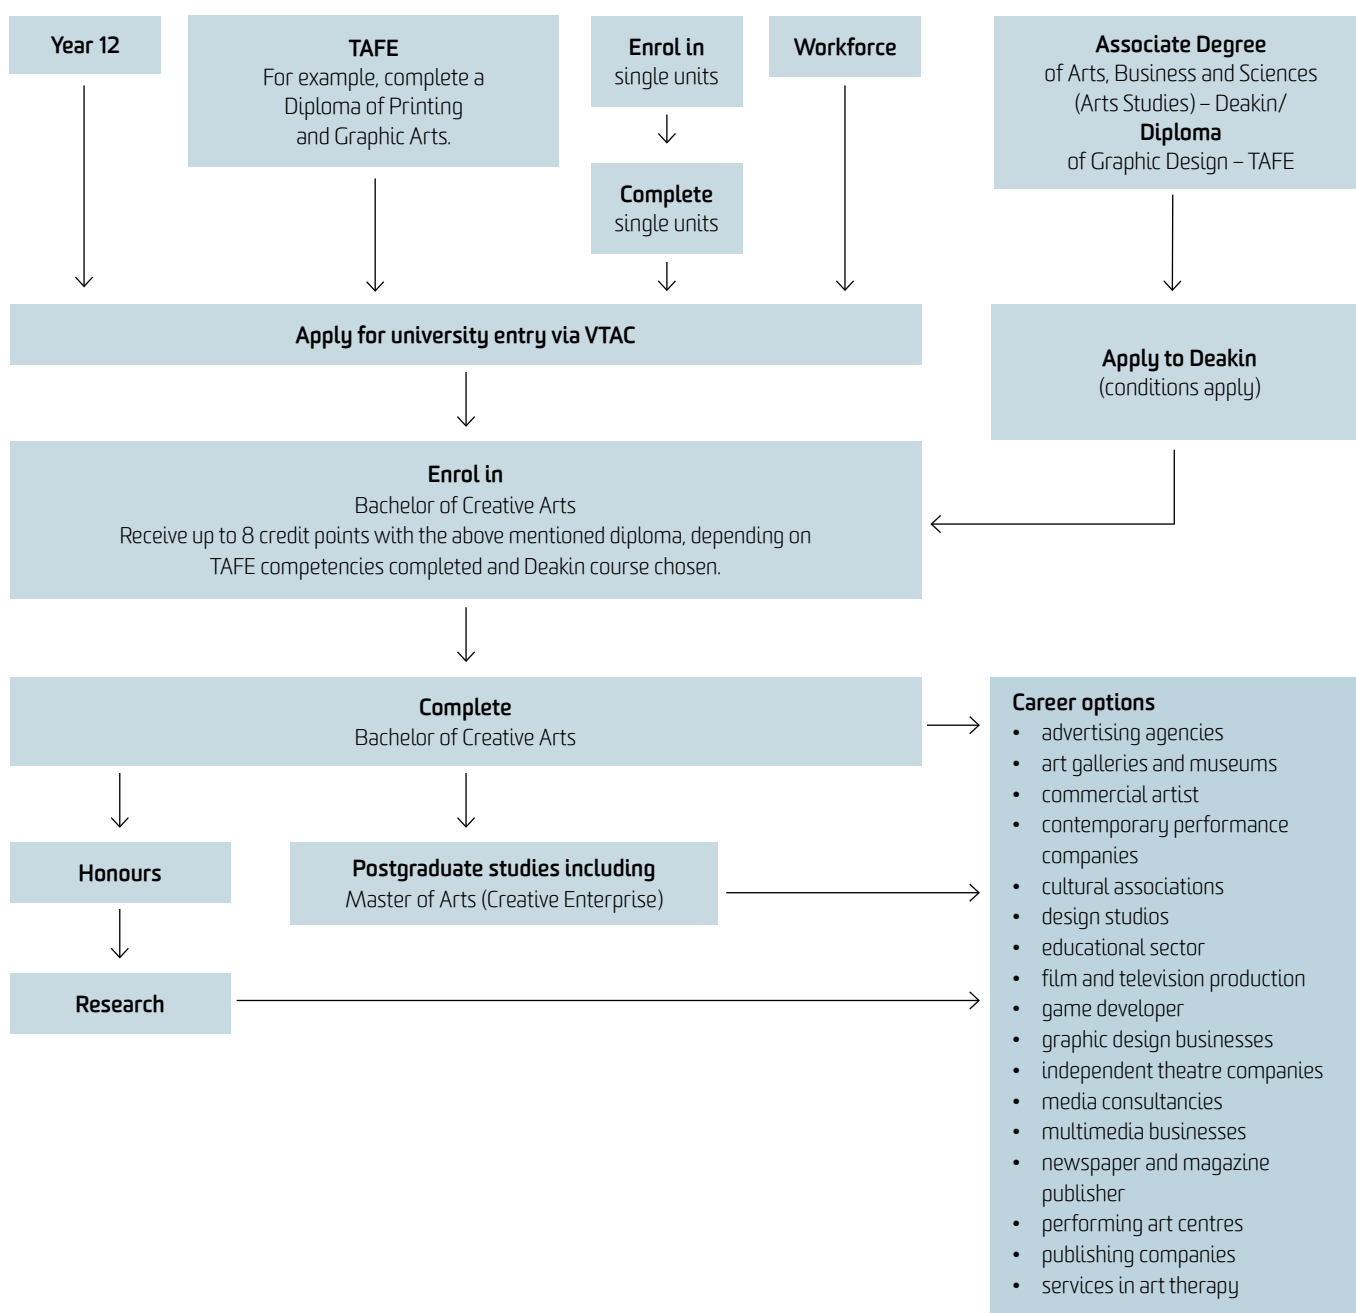 Year 12
TAFE
For example, complete a
Diploma of Printing
and Graphic Arts.
Enrol in
single units
Complete
single units
Workforce
Associate Degree
of Arts, Business and Sciences
(Arts Studies) – Deakin/
Diploma
of Graphic Design – TAFE
Apply for university entry via VTAC
Apply to Deakin
(conditions apply)
Enrol in
Bachelor of Creative Arts
Receive up to 8 credit points with the above mentioned diploma, depending on
TAFE competencies completed and Deakin course chosen.
Complete
Bachelor of Creative Arts
Honours
Postgraduate studies including
Master of Arts (Creative Enterprise)
Research
Career options
• advertising agencies
• art galleries and museums
• commercial artist
• contemporary performance
companies
• cultural associations
• design studios
• educational sector
• film and television production
• game developer
• graphic design businesses
• independent theatre companies
• media consultancies
• multimedia businesses
• newspaper and magazine
publisher
• performing art centres
• publishing companies
• services in art therapy